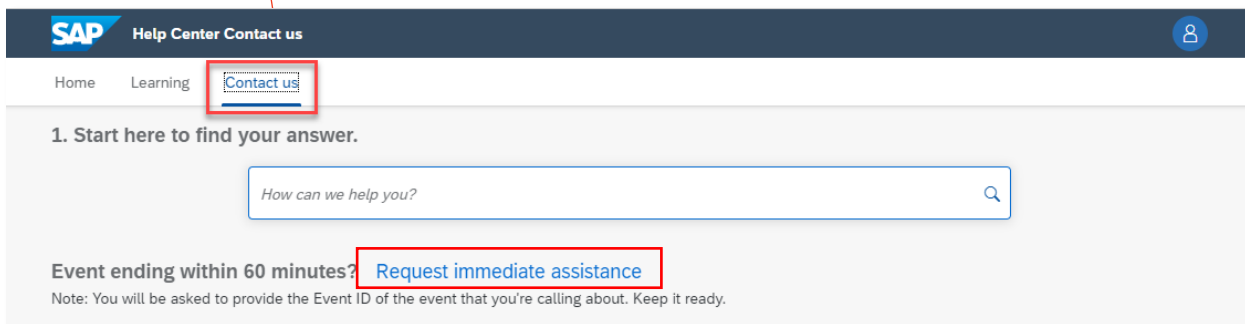 SAP Help Center Contact us
Home Learning Contact us
1. Start here to find your answer.
How can we help you?
Event ending within 60 minutes? Request immediate assistance
Note: You will be asked to provide the Event ID of the event that you're calling about. Keep it ready.